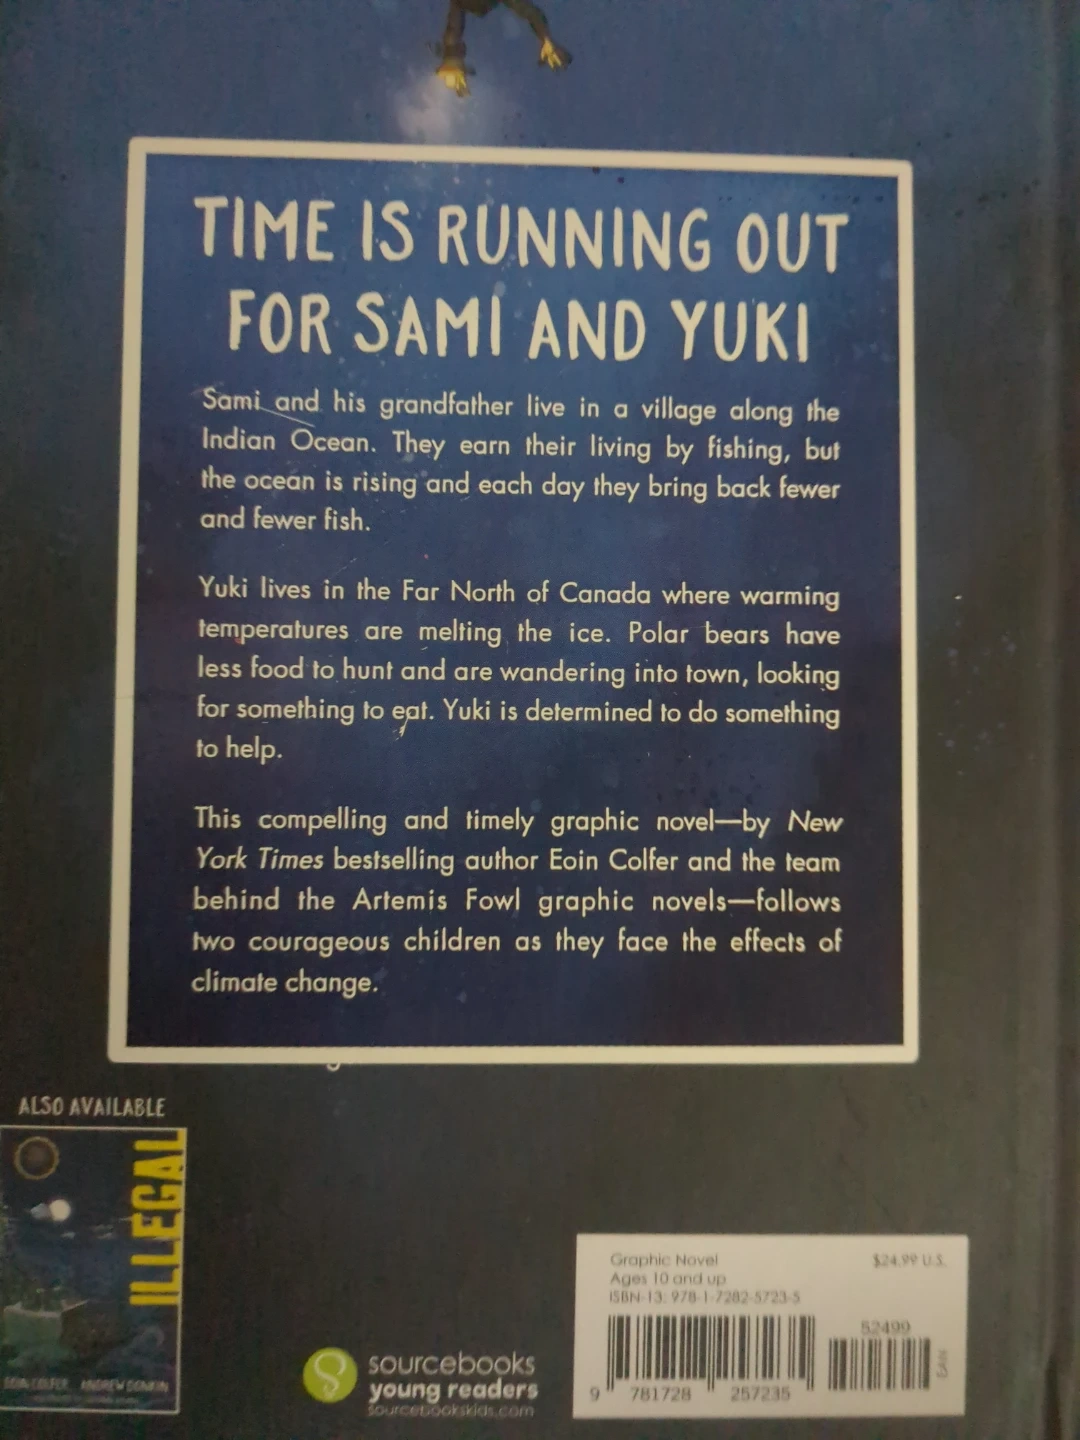 TIME IS RUNNING OUT
FOR SAMI AND YUKI
Sami and his grandfather live in a village along the
Indian Ocean. They earn their living by fishing, but
the ocean is rising and each day they bring back fewer
and fewer fish.
Yuki lives in the Far North of Canada where warming
temperatures are melting the ice. Polar bears have
less food to hunt and are wandering into town, looking
for something to eat. Yuki is determined to do something
to help.
This compelling and timely graphic novel—by New
York Times bestselling author Eoin Colfer and the team
behind the Artemis Fowl graphic novels—follows
two courageous children as they face the effects of
climate change.
ALSO AVAILABLE
ILLEGAL
EOIN COLFER ANDREW DONKIN
Graphic Novel $24.99 U.S.
Ages 10 and up
ISBN-13: 978-1-7282-5723-5
52499
EAN
9 781728 257235
sourcebooks
young readers
sourcebookskids.com